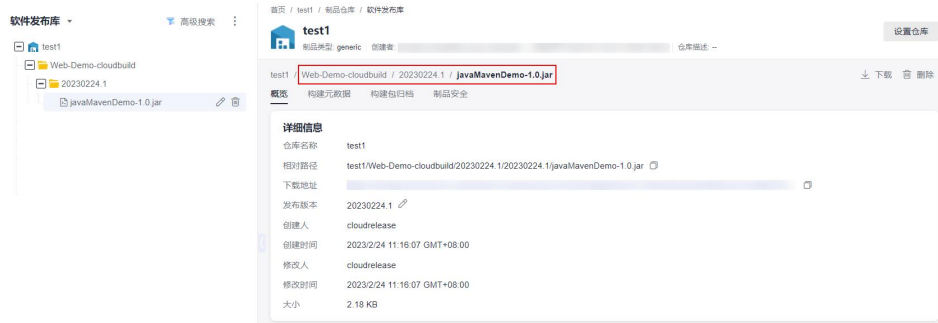 首页 / test1 / 制品仓库 / 软件发布库
软件发布库
高级搜索
test1
Web-Demo-cloudbuild
20230224.1
javaMavenDemo-1.0.jar
test1
设置仓库
制品类型: generic 创建者: 仓库描述: --
test1 / Web-Demo-cloudbuild / 20230224.1 / javaMavenDemo-1.0.jar
下载 删除
概览 构建元数据 构建包归档 制品安全
详细信息
仓库名称 test1
相对路径 test1/Web-Demo-cloudbuild/20230224.1/20230224.1/javaMavenDemo-1.0.jar
下载地址
发布版本 20230224.1
创建人 cloudrelease
创建时间 2023/2/24 11:16:07 GMT+08:00
修改人 cloudrelease
修改时间 2023/2/24 11:16:07 GMT+08:00
大小 2.18 KB